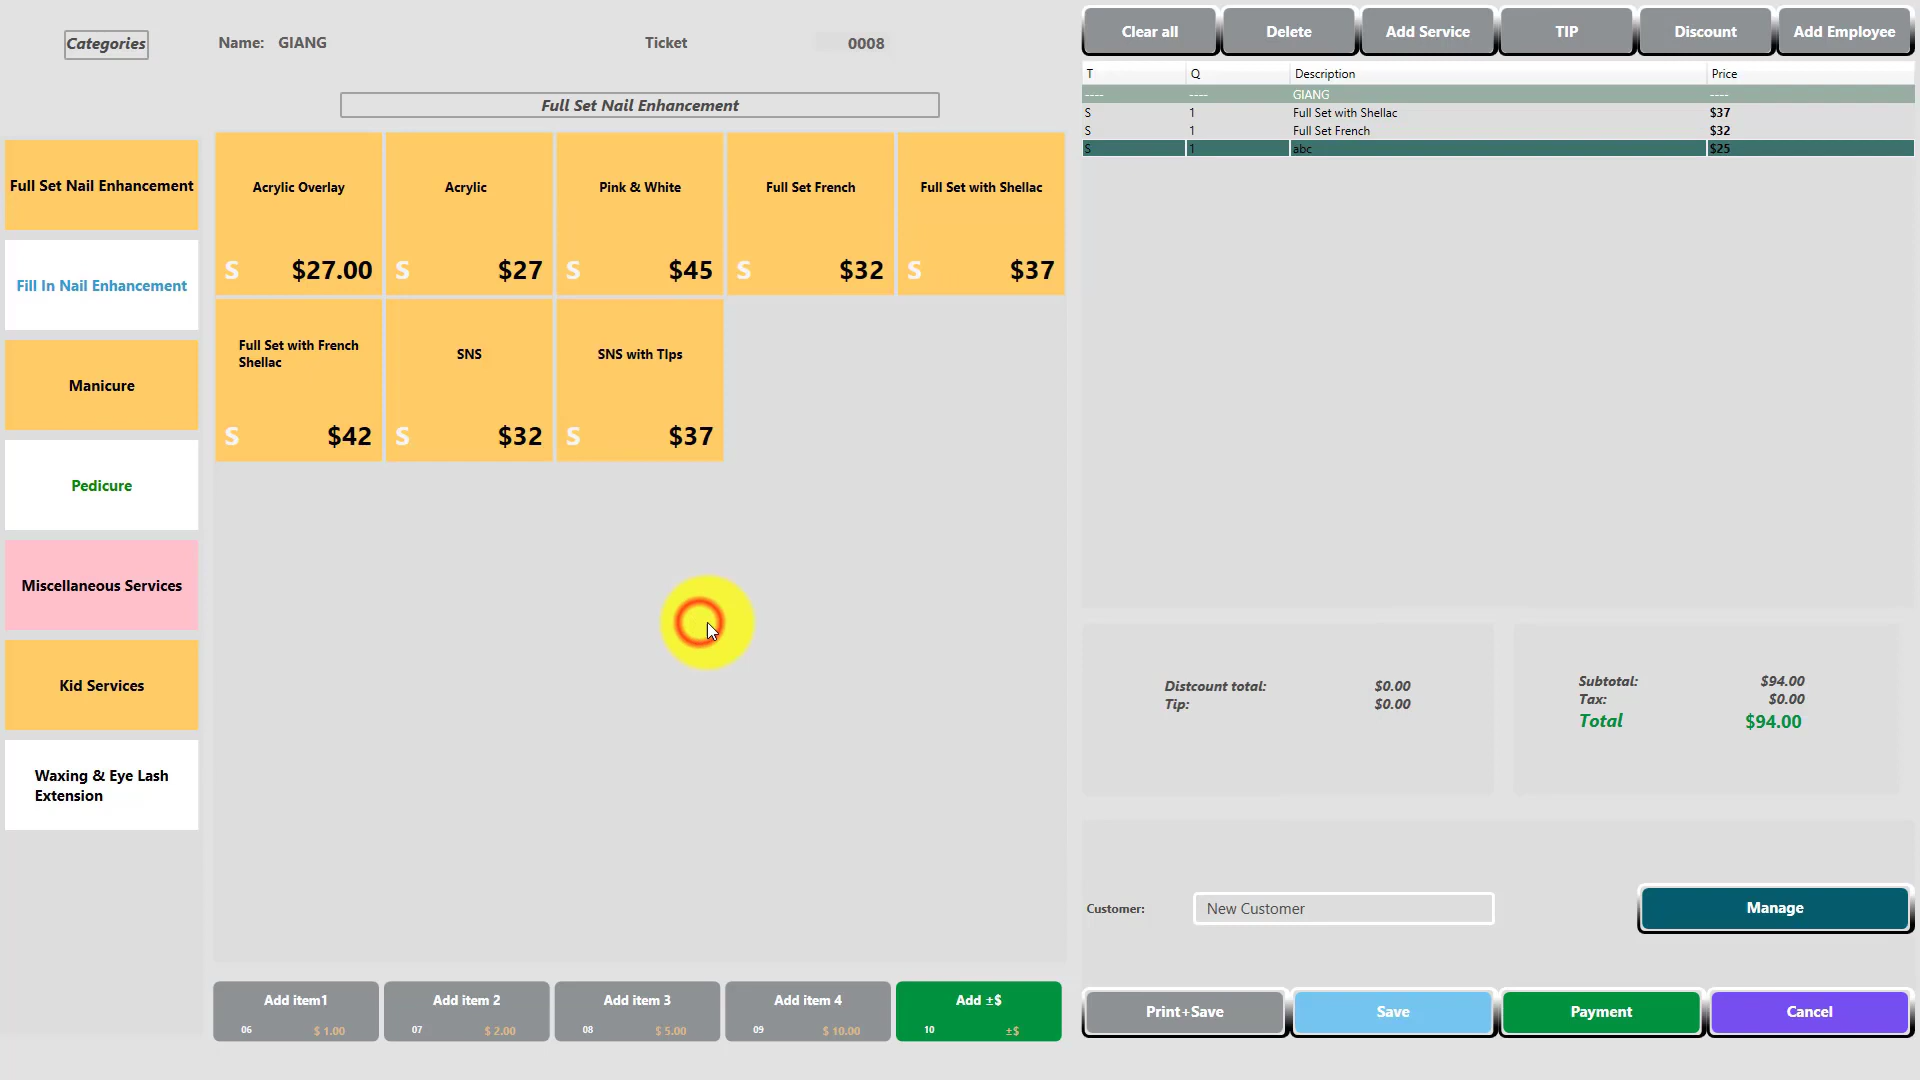 Categories
Name: GIANG
Ticket 0008
Full Set Nail Enhancement
Full Set Nail Enhancement
Fill In Nail Enhancement
Manicure
Pedicure
Miscellaneous Services
Kid Services
Waxing & Eye Lash
Extension
Acrylic Overlay
S $27.00
Acrylic
S $27
Pink & White
S $45
Full Set French
S $32
Full Set with Shellac
S $37
Full Set with French
Shellac
S $42
SNS
S $32
SNS with TIps
S $37
Add item1
06 $ 1.00
Add item 2
07 $ 2.00
Add item 3
08 $ 5.00
Add item 4
09 $ 10.00
Add ±$
10 ±$
Clear all
Delete
Add Service
TIP
Discount
Add Employee
T Q Description Price
---- ---- GIANG ----
S 1 Full Set with Shellac $37
S 1 Full Set French $32
S 1 abc $25
Distcount total: $0.00
Tip: $0.00
Subtotal: $94.00
Tax: $0.00
Total $94.00
Customer: New Customer
Manage
Print+Save
Save
Payment
Cancel